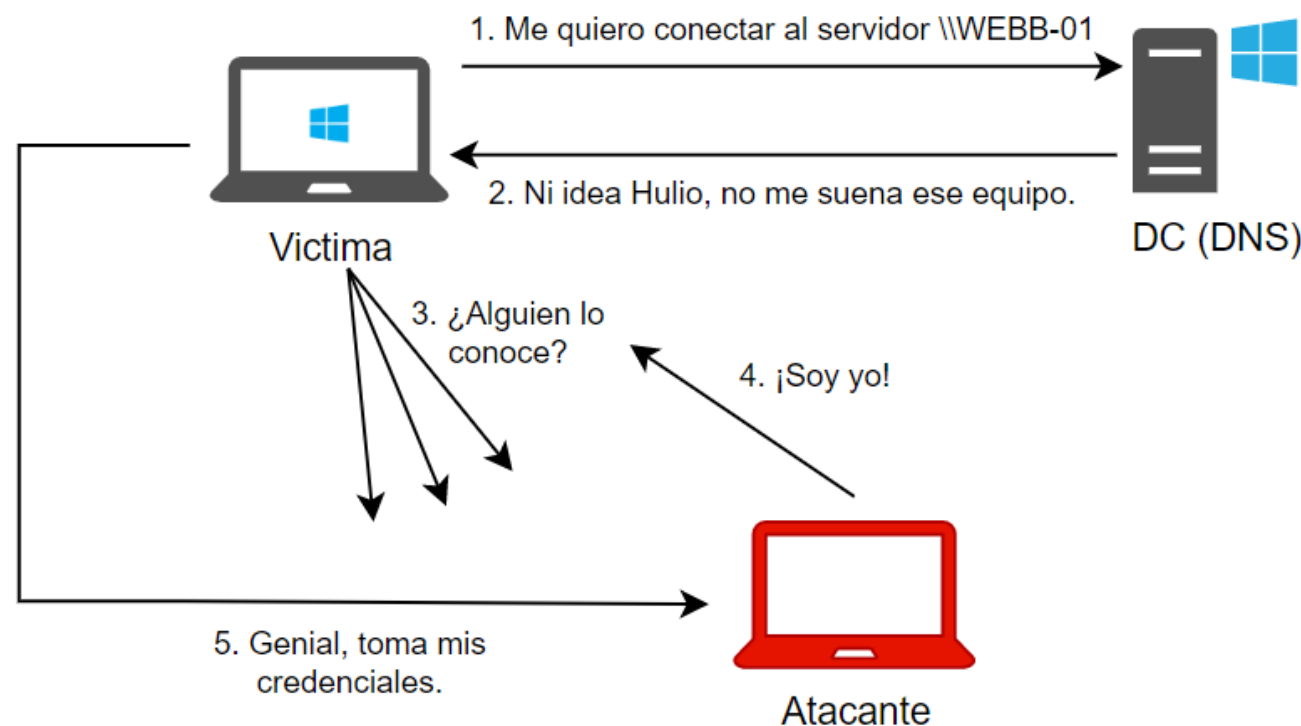 1. Me quiero conectar al servidor \\WEBB-01
2. Ni idea Hulio, no me suena ese equipo.
Victima
DC (DNS)
3. ¿Alguien lo
conoce?
4. ¡Soy yo!
5. Genial, toma mis
credenciales.
Atacante